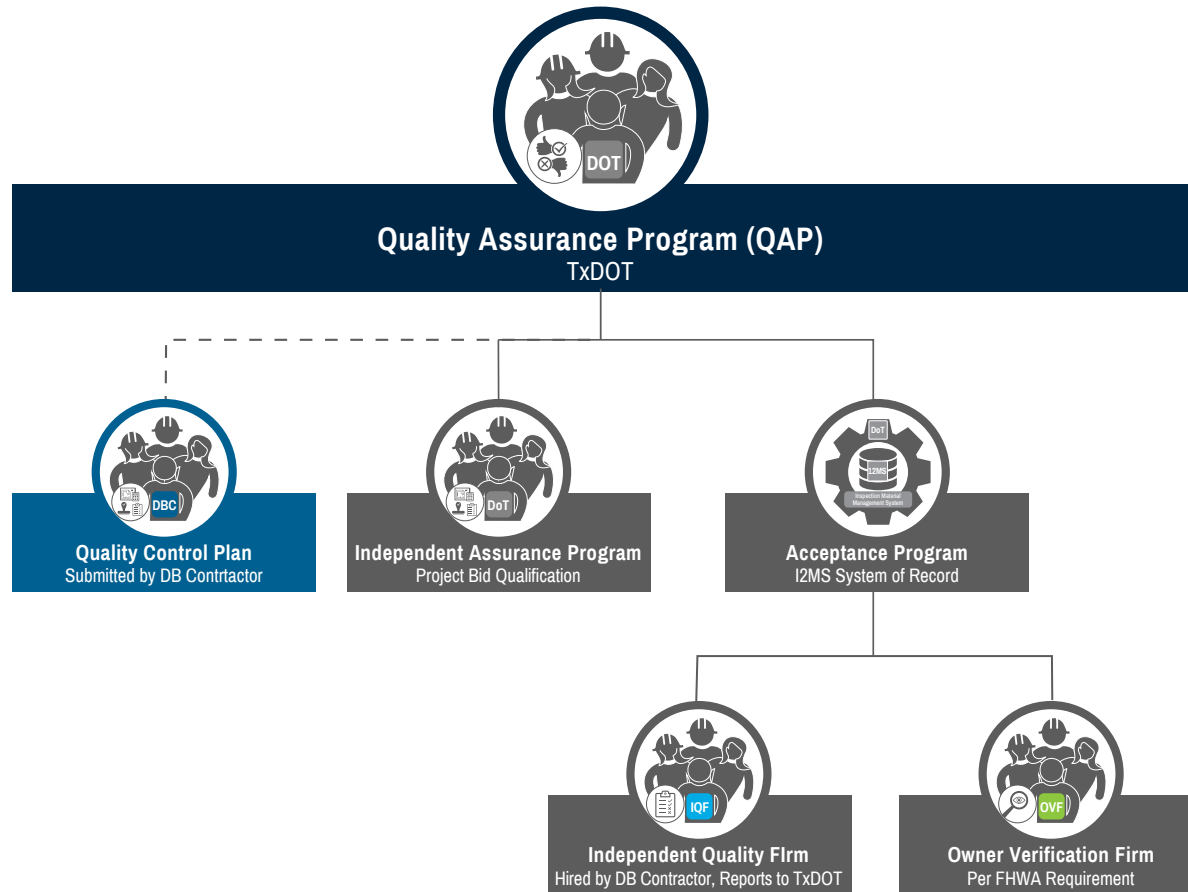 DOT
Quality Assurance Program (QAP)
TxDOT
DBC
Quality Control Plan
Submitted by DB Contrtactor
DoT
Independent Assurance Program
Project Bid Qualification
DoT
12MS
Inspection Material
Management System
Acceptance Program
I2MS System of Record
IQF
Independent Quality FIrm
Hired by DB Contractor, Reports to TxDOT
OVF
Owner Verification Firm
Per FHWA Requirement